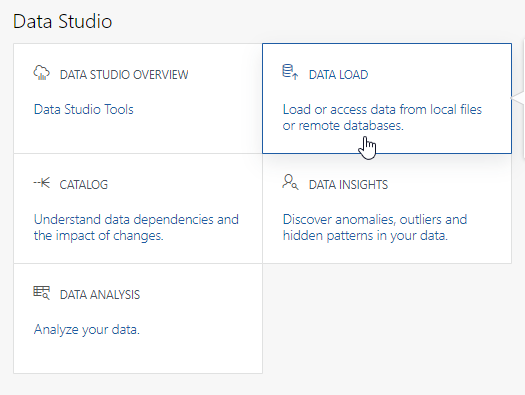 Data Studio
DATA STUDIO OVERVIEW
Data Studio Tools
DATA LOAD
Load or access data from local files
or remote databases.
CATALOG
Understand data dependencies and
the impact of changes.
DATA INSIGHTS
Discover anomalies, outliers and
hidden patterns in your data.
DATA ANALYSIS
Analyze your data.